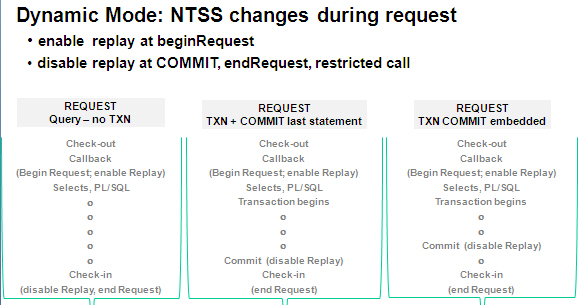 Dynamic Mode: NTSS changes during request
• enable replay at beginRequest
• disable replay at COMMIT, endRequest, restricted call
REQUEST
Query – no TXN
Check-out
Callback
(Begin Request; enable Replay)
Selects, PL/SQL
o
o
o
o
o
Check-in
(disable Replay, end Request)
REQUEST
TXN + COMMIT last statement
Check-out
Callback
(Begin Request; enable Replay)
Selects, PL/SQL
Transaction begins
o
o
o
Commit (disable Replay)
Check-in
(end Request)
REQUEST
TXN COMMIT embedded
Check-out
Callback
(Begin Request; enable Replay)
Selects, PL/SQL
Transaction begins
o
o
Commit (disable Replay)
o
Check-in
(end Request)